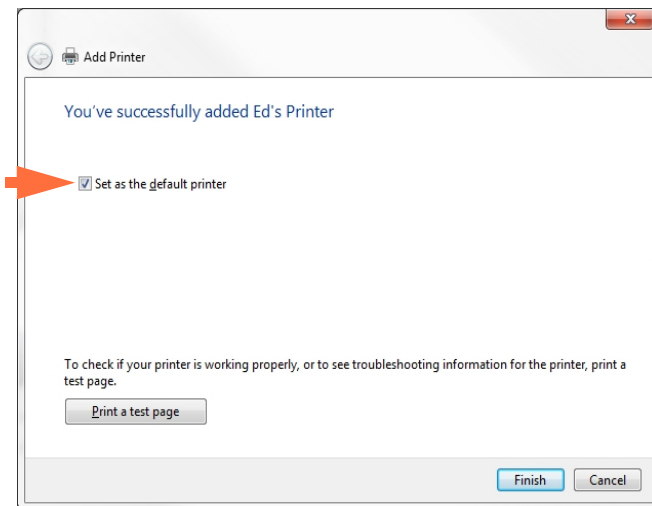 Add Printer
You've successfully added Ed's Printer
Set as the default printer
To check if your printer is working properly, or to see troubleshooting information for the printer, print a
test page.
Print a test page
Finish
Cancel